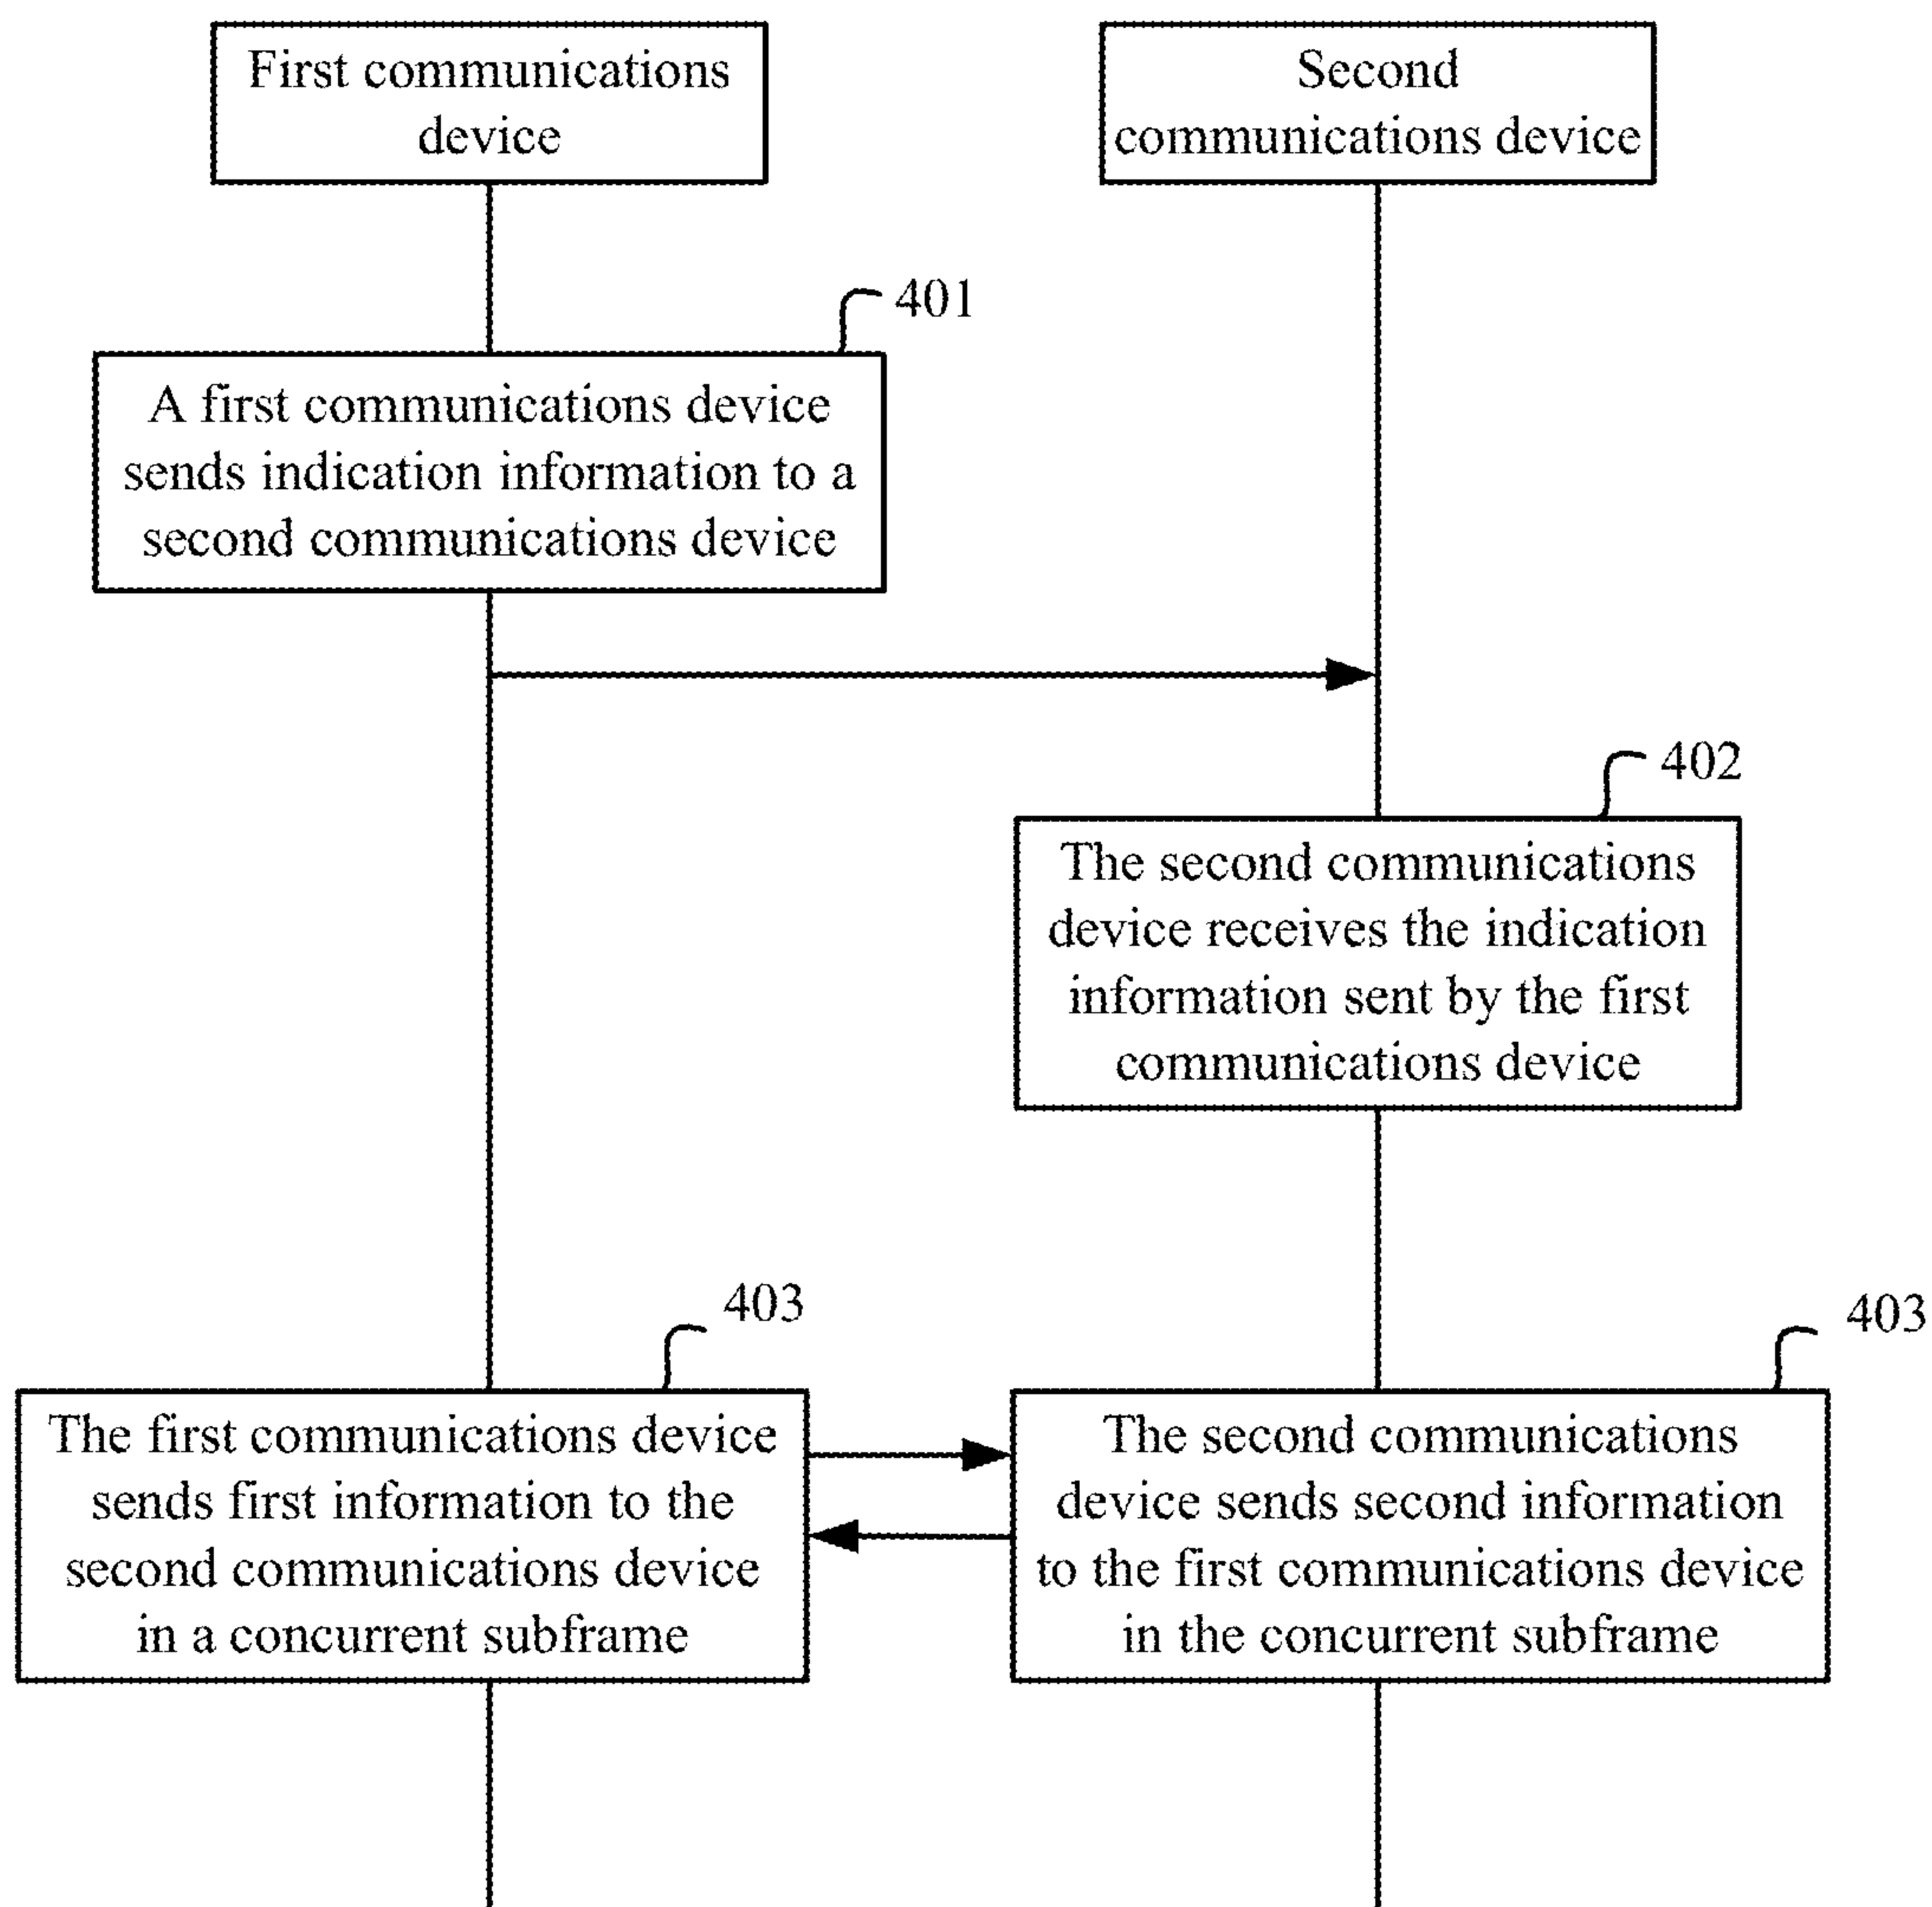 First communications
device
Second
communications device
401
A first communications device
sends indication information to a
second communications device
402
The second communications
device receives the indication
information sent by the first
communications device
403
The first communications device
sends first information to the
second communications device
in a concurrent subframe
403
The second communications
device sends second information
to the first communications device
in the concurrent subframe